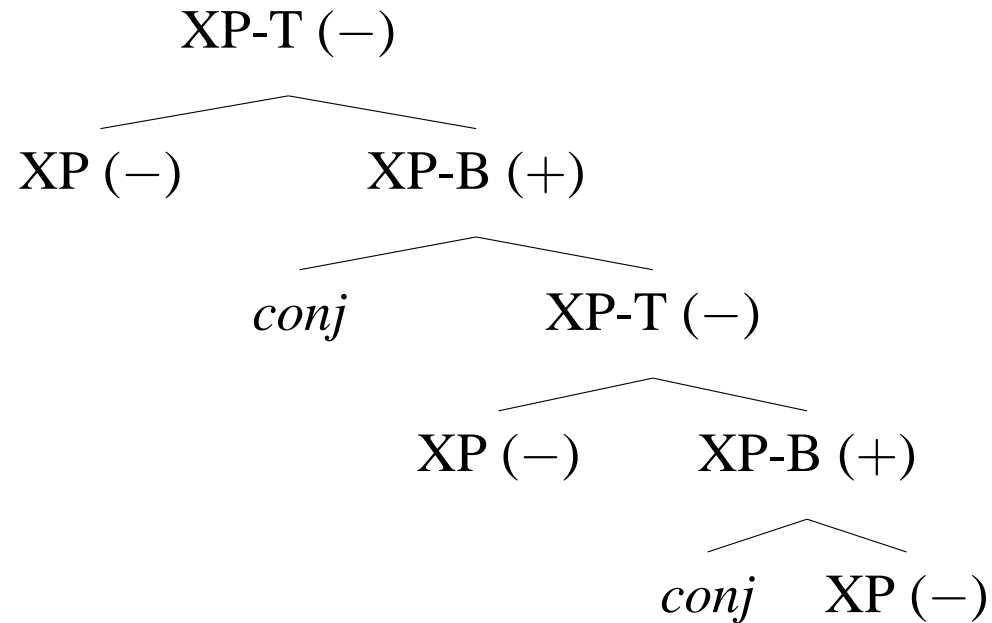 XP-T (−)
XP (−) XP-B (+)
conj XP-T (−)
XP (−) XP-B (+)
conj XP (−)